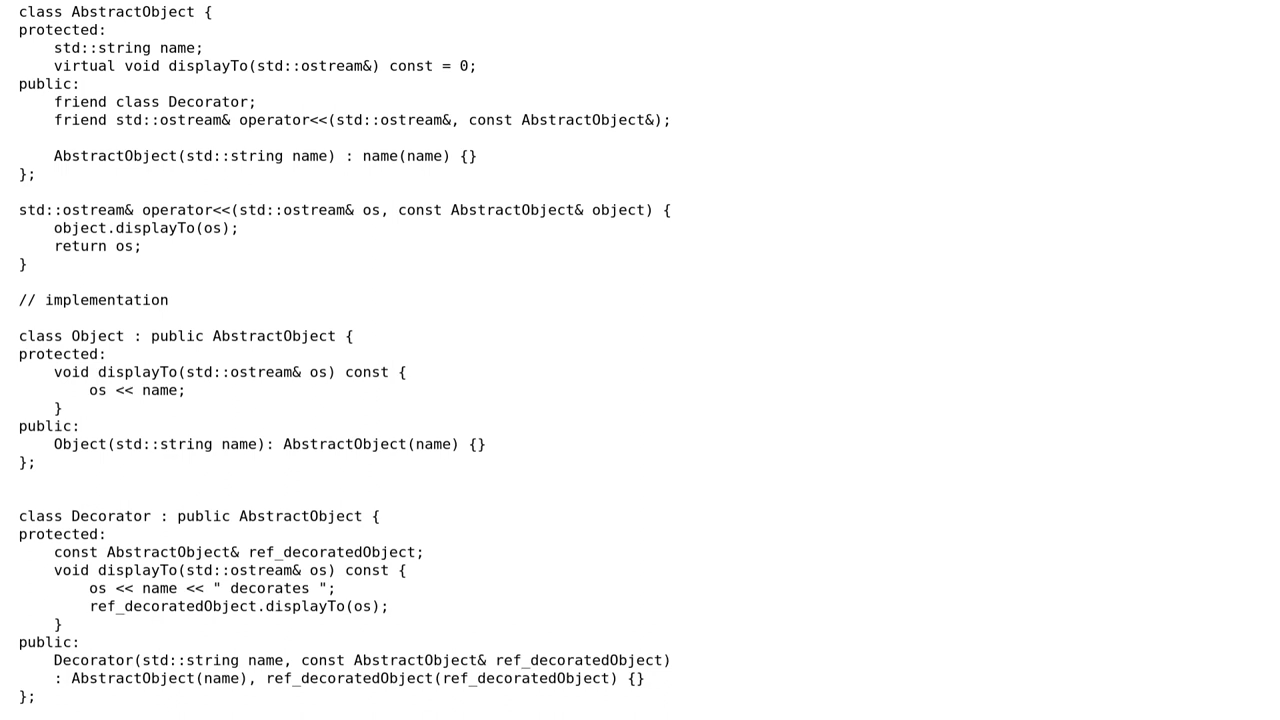 class AbstractObject {
protected:
    std::string name;
    virtual void displayTo(std::ostream&) const = 0;
public:
    friend class Decorator;
    friend std::ostream& operator<<(std::ostream&, const AbstractObject&);

    AbstractObject(std::string name) : name(name) {}
};

std::ostream& operator<<(std::ostream& os, const AbstractObject& object) {
    object.displayTo(os);
    return os;
}

// implementation

class Object : public AbstractObject {
protected:
    void displayTo(std::ostream& os) const {
        os << name;
    }
public:
    Object(std::string name): AbstractObject(name) {}
};


class Decorator : public AbstractObject {
protected:
    const AbstractObject& ref_decoratedObject;
    void displayTo(std::ostream& os) const {
        os << name << " decorates ";
        ref_decoratedObject.displayTo(os);
    }
public:
    Decorator(std::string name, const AbstractObject& ref_decoratedObject)
    : AbstractObject(name), ref_decoratedObject(ref_decoratedObject) {}
};